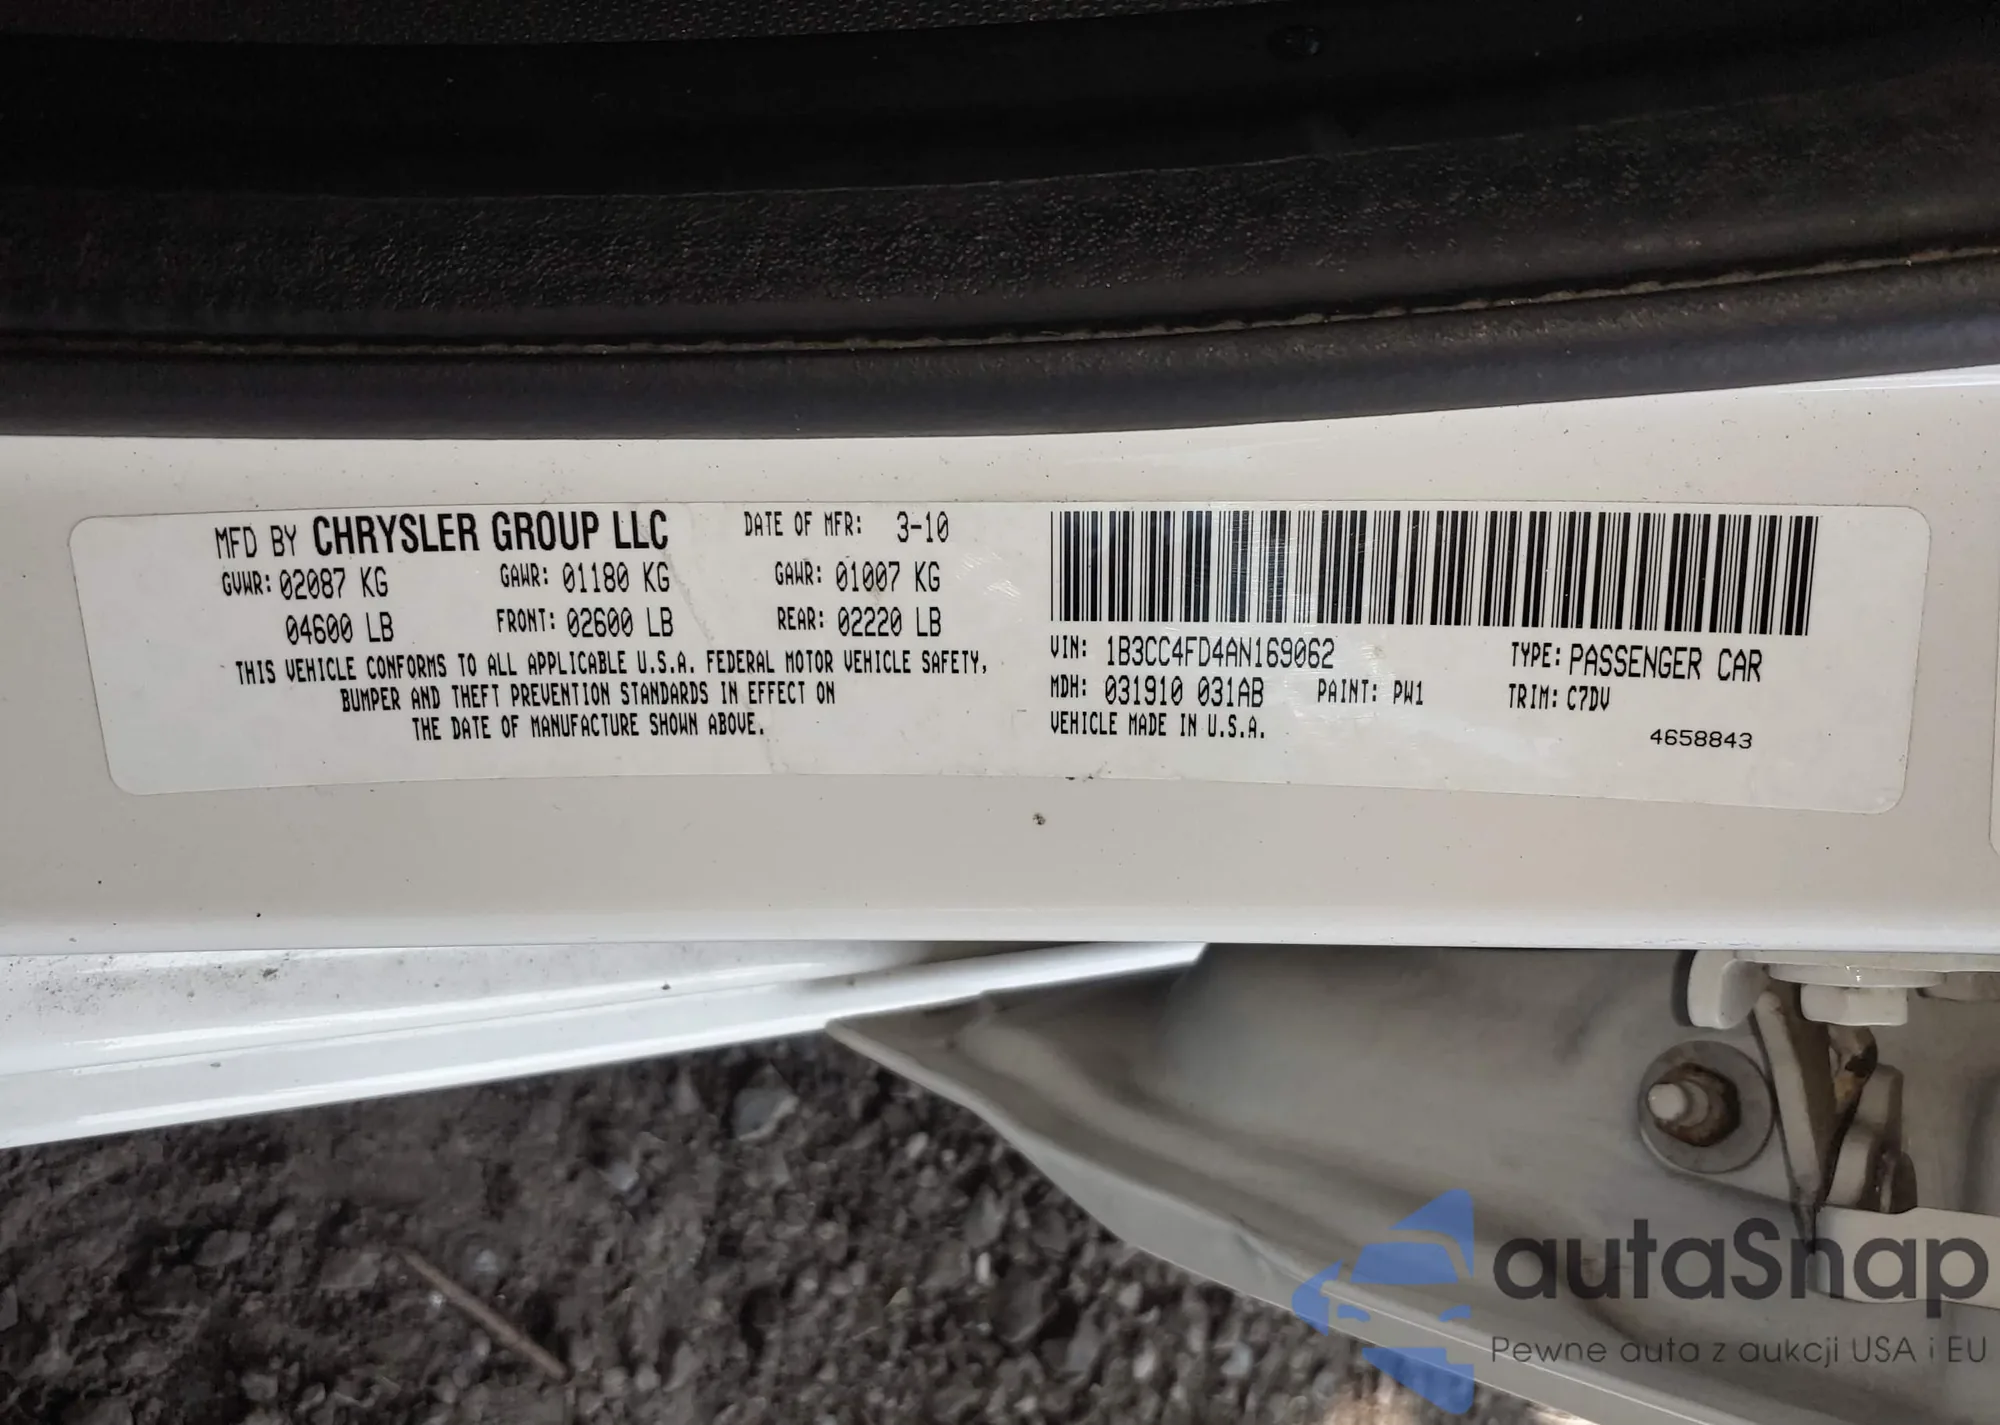 MFD BY CHRYSLER GROUP LLC DATE OF MFR: 3-10
GVWR: 02087 KG GAWR: 01180 KG GAWR: 01007 KG
04600 LB FRONT: 02600 LB REAR: 02220 LB
THIS VEHICLE CONFORMS TO ALL APPLICABLE U.S.A. FEDERAL MOTOR VEHICLE SAFETY,
BUMPER AND THEFT PREVENTION STANDARDS IN EFFECT ON
THE DATE OF MANUFACTURE SHOWN ABOVE.
VIN: 1B3CC4FD4AN169062 TYPE: PASSENGER CAR
MDH: 031910 031AB PAINT: PW1 TRIM: C7DV
VEHICLE MADE IN U.S.A.
4658843
autaSnap
Pewne auta z aukcji USA i EU